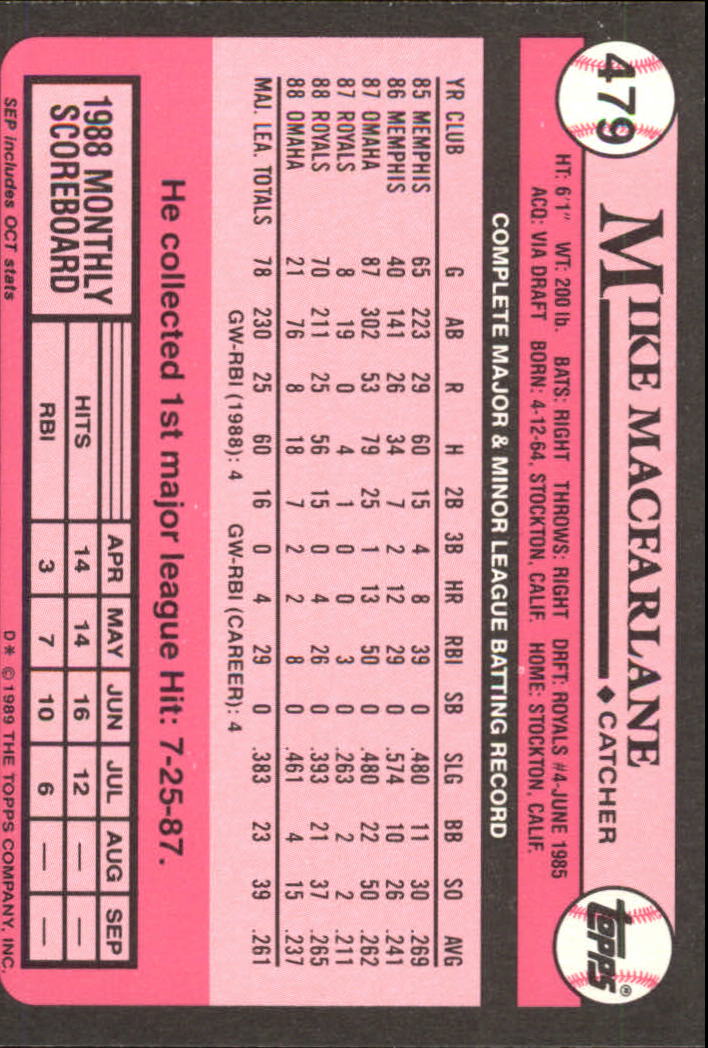 479
MIKE MACFARLANE
♦ CATCHER
topps®
HT: 6'1" WT: 200 lb. BATS: RIGHT THROWS: RIGHT DRFT: ROYALS #4-JUNE 1985
ACQ: VIA DRAFT BORN: 4-12-64, STOCKTON, CALIF. HOME: STOCKTON, CALIF.
COMPLETE MAJOR & MINOR LEAGUE BATTING RECORD
YR CLUB G AB R H 2B 3B HR RBI SB SLG BB SO AVG
85 MEMPHIS 65 223 29 60 15 4 8 39 0 .480 11 30 .269
86 MEMPHIS 40 141 26 34 7 2 12 29 0 .574 10 26 .241
87 OMAHA 87 302 53 79 25 1 13 50 0 .480 22 50 .262
87 ROYALS 8 19 0 4 1 0 0 3 0 .263 2 2 .211
88 ROYALS 70 211 25 56 15 0 4 26 0 .393 21 37 .265
88 OMAHA 21 76 8 18 7 2 2 8 0 .461 4 15 .237
MAJ. LEA. TOTALS 78 230 25 60 16 0 4 29 0 .383 23 39 .261
GW-RBI (1988): 4 GW-RBI (CAREER): 4
He collected 1st major league Hit: 7-25-87.
1988 MONTHLY
SCOREBOARD
APR MAY JUN JUL AUG SEP
HITS 14 14 16 12 — —
RBI 3 7 10 6 — —
SEP includes OCT stats
D* © 1989 THE TOPPS COMPANY, INC.